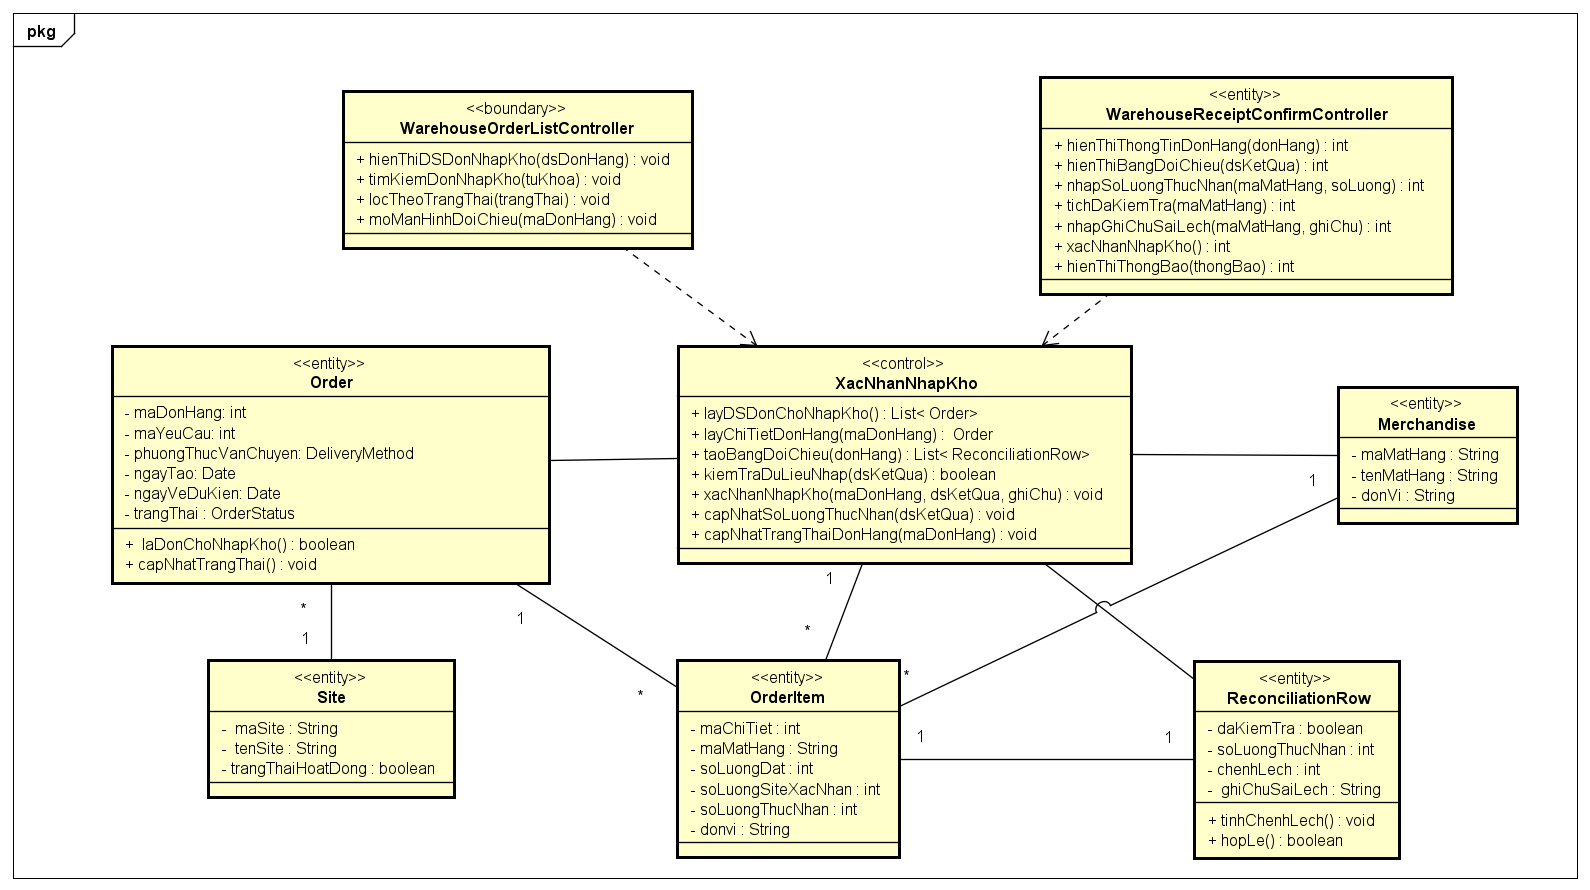 pkg
<<boundary>>
WarehouseOrderListController
+ hienThiDSDonNhapKho(dsDonHang) : void
+ timKiemDonNhapKho(tuKhoa) : void
+ locTheoTrangThai(trangThai) : void
+ moManHinhDoiChieu(maDonHang) : void
<<entity>>
WarehouseReceiptConfirmController
+ hienThiThongTinDonHang(donHang) : int
+ hienThiBangDoiChieu(dsKetQua) : int
+ nhapSoLuongThucNhan(maMatHang, soLuong) : int
+ tichDaKiemTra(maMatHang) : int
+ nhapGhiChuSaiLech(maMatHang, ghiChu) : int
+ xacNhanNhapKho() : int
+ hienThiThongBao(thongBao) : int
<<entity>>
Order
- maDonHang: int
- maYeuCau: int
- phuongThucVanChuyen: DeliveryMethod
- ngayTao: Date
- ngayVeDuKien: Date
- trangThai : OrderStatus
+ laDonChoNhapKho() : boolean
+ capNhatTrangThai() : void
<<control>>
XacNhanNhapKho
+ layDSDonChoNhapKho() : List< Order>
+ layChiTietDonHang(maDonHang) : Order
+ taoBangDoiChieu(donHang) : List< ReconciliationRow>
+ kiemTraDuLieuNhap(dsKetQua) : boolean
+ xacNhanNhapKho(maDonHang, dsKetQua, ghiChu) : void
+ capNhatSoLuongThucNhan(dsKetQua) : void
+ capNhatTrangThaiDonHang(maDonHang) : void
<<entity>>
Merchandise
- maMatHang : String
- tenMatHang : String
- donVi : String
1
1
*
1
1
*
*
*
1
1
<<entity>>
Site
- maSite : String
- tenSite : String
- trangThaiHoatDong : boolean
<<entity>>
OrderItem
- maChiTiet : int
- maMatHang : String
- soLuongDat : int
- soLuongSiteXacNhan : int
- soLuongThucNhan : int
- donvi : String
<<entity>>
ReconciliationRow
- daKiemTra : boolean
- soLuongThucNhan : int
- chenhLech : int
- ghiChuSaiLech : String
+ tinhChenhLech() : void
+ hopLe() : boolean